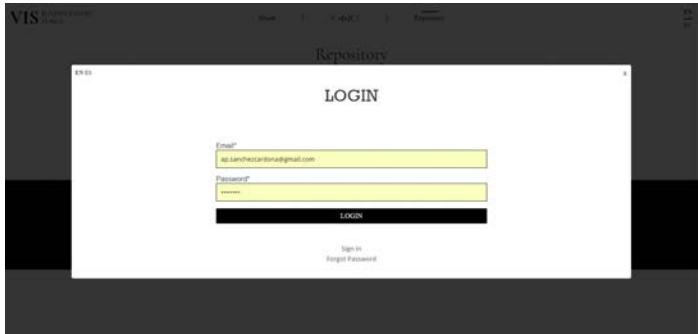 VIS
Repository
EN ES
x
LOGIN
Email*
ap.sanchezcardona@gmail.com
Password*
•••••••
LOGIN
Sign in
Forgot Password